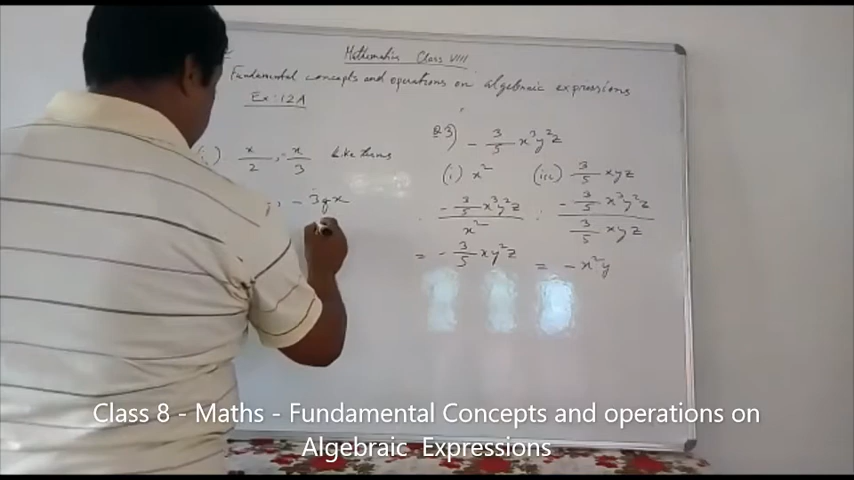 Mathematics Class VIII
Fundamental concepts and operations on algebraic expressions
Ex: 12A
x/2, -x/3 Like terms
, - 3yx
Q3) - 3/5 x³y²z
(i) x² (iii) 3/5 xyz
(-3/5 x³y²z)/(x²) ; (-3/5 x³y²z)/(3/5 xyz)
= - 3/5 xy²z = - x²y
Class 8 - Maths - Fundamental Concepts and operations on
Algebraic Expressions